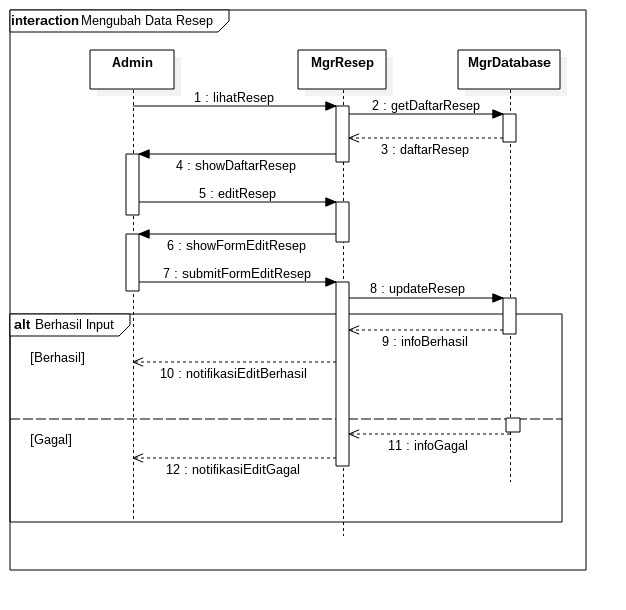 interaction Mengubah Data Resep
Admin
MgrResep
MgrDatabase
1 : lihatResep
2 : getDaftarResep
3 : daftarResep
4 : showDaftarResep
5 : editResep
6 : showFormEditResep
7 : submitFormEditResep
8 : updateResep
alt Berhasil Input
9 : infoBerhasil
[Berhasil]
10 : notifikasiEditBerhasil
[Gagal]
11 : infoGagal
12 : notifikasiEditGagal